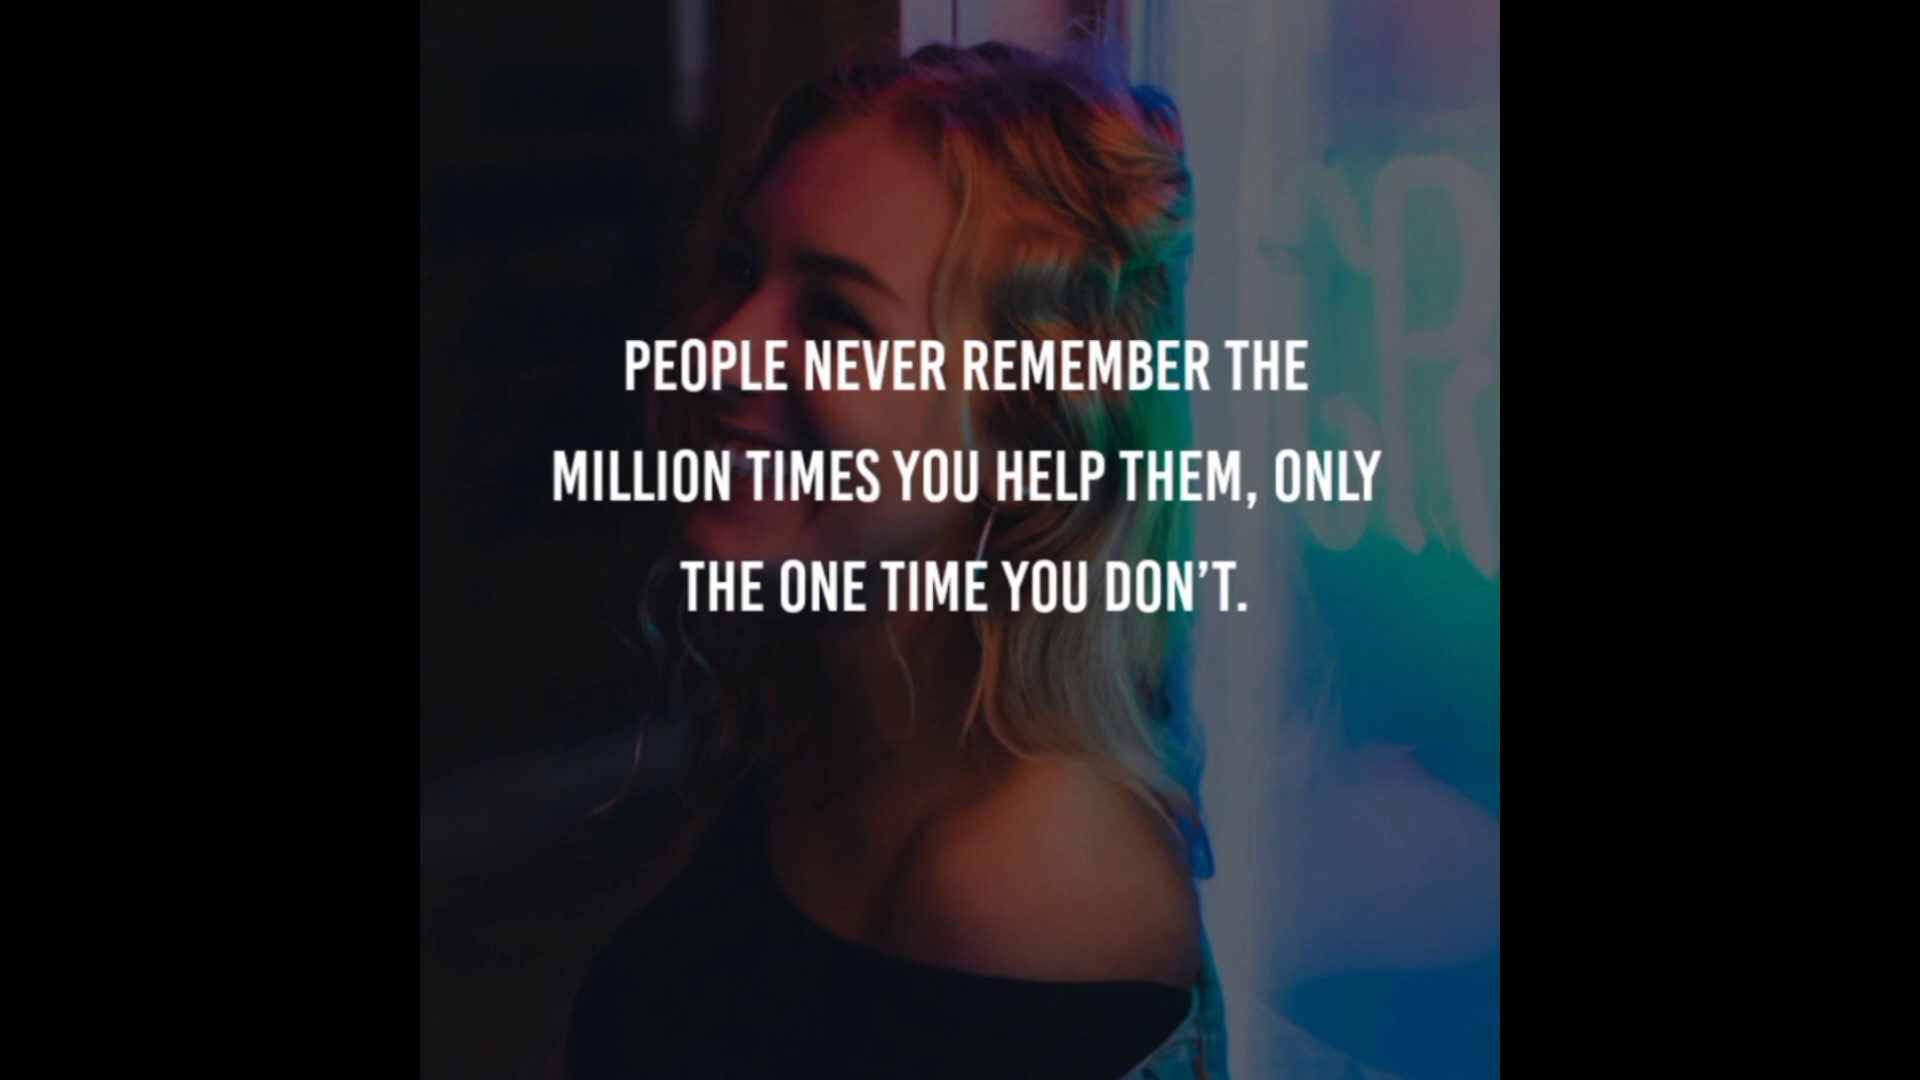 PEOPLE NEVER REMEMBER THE
MILLION TIMES YOU HELP THEM, ONLY
THE ONE TIME YOU DON’T.